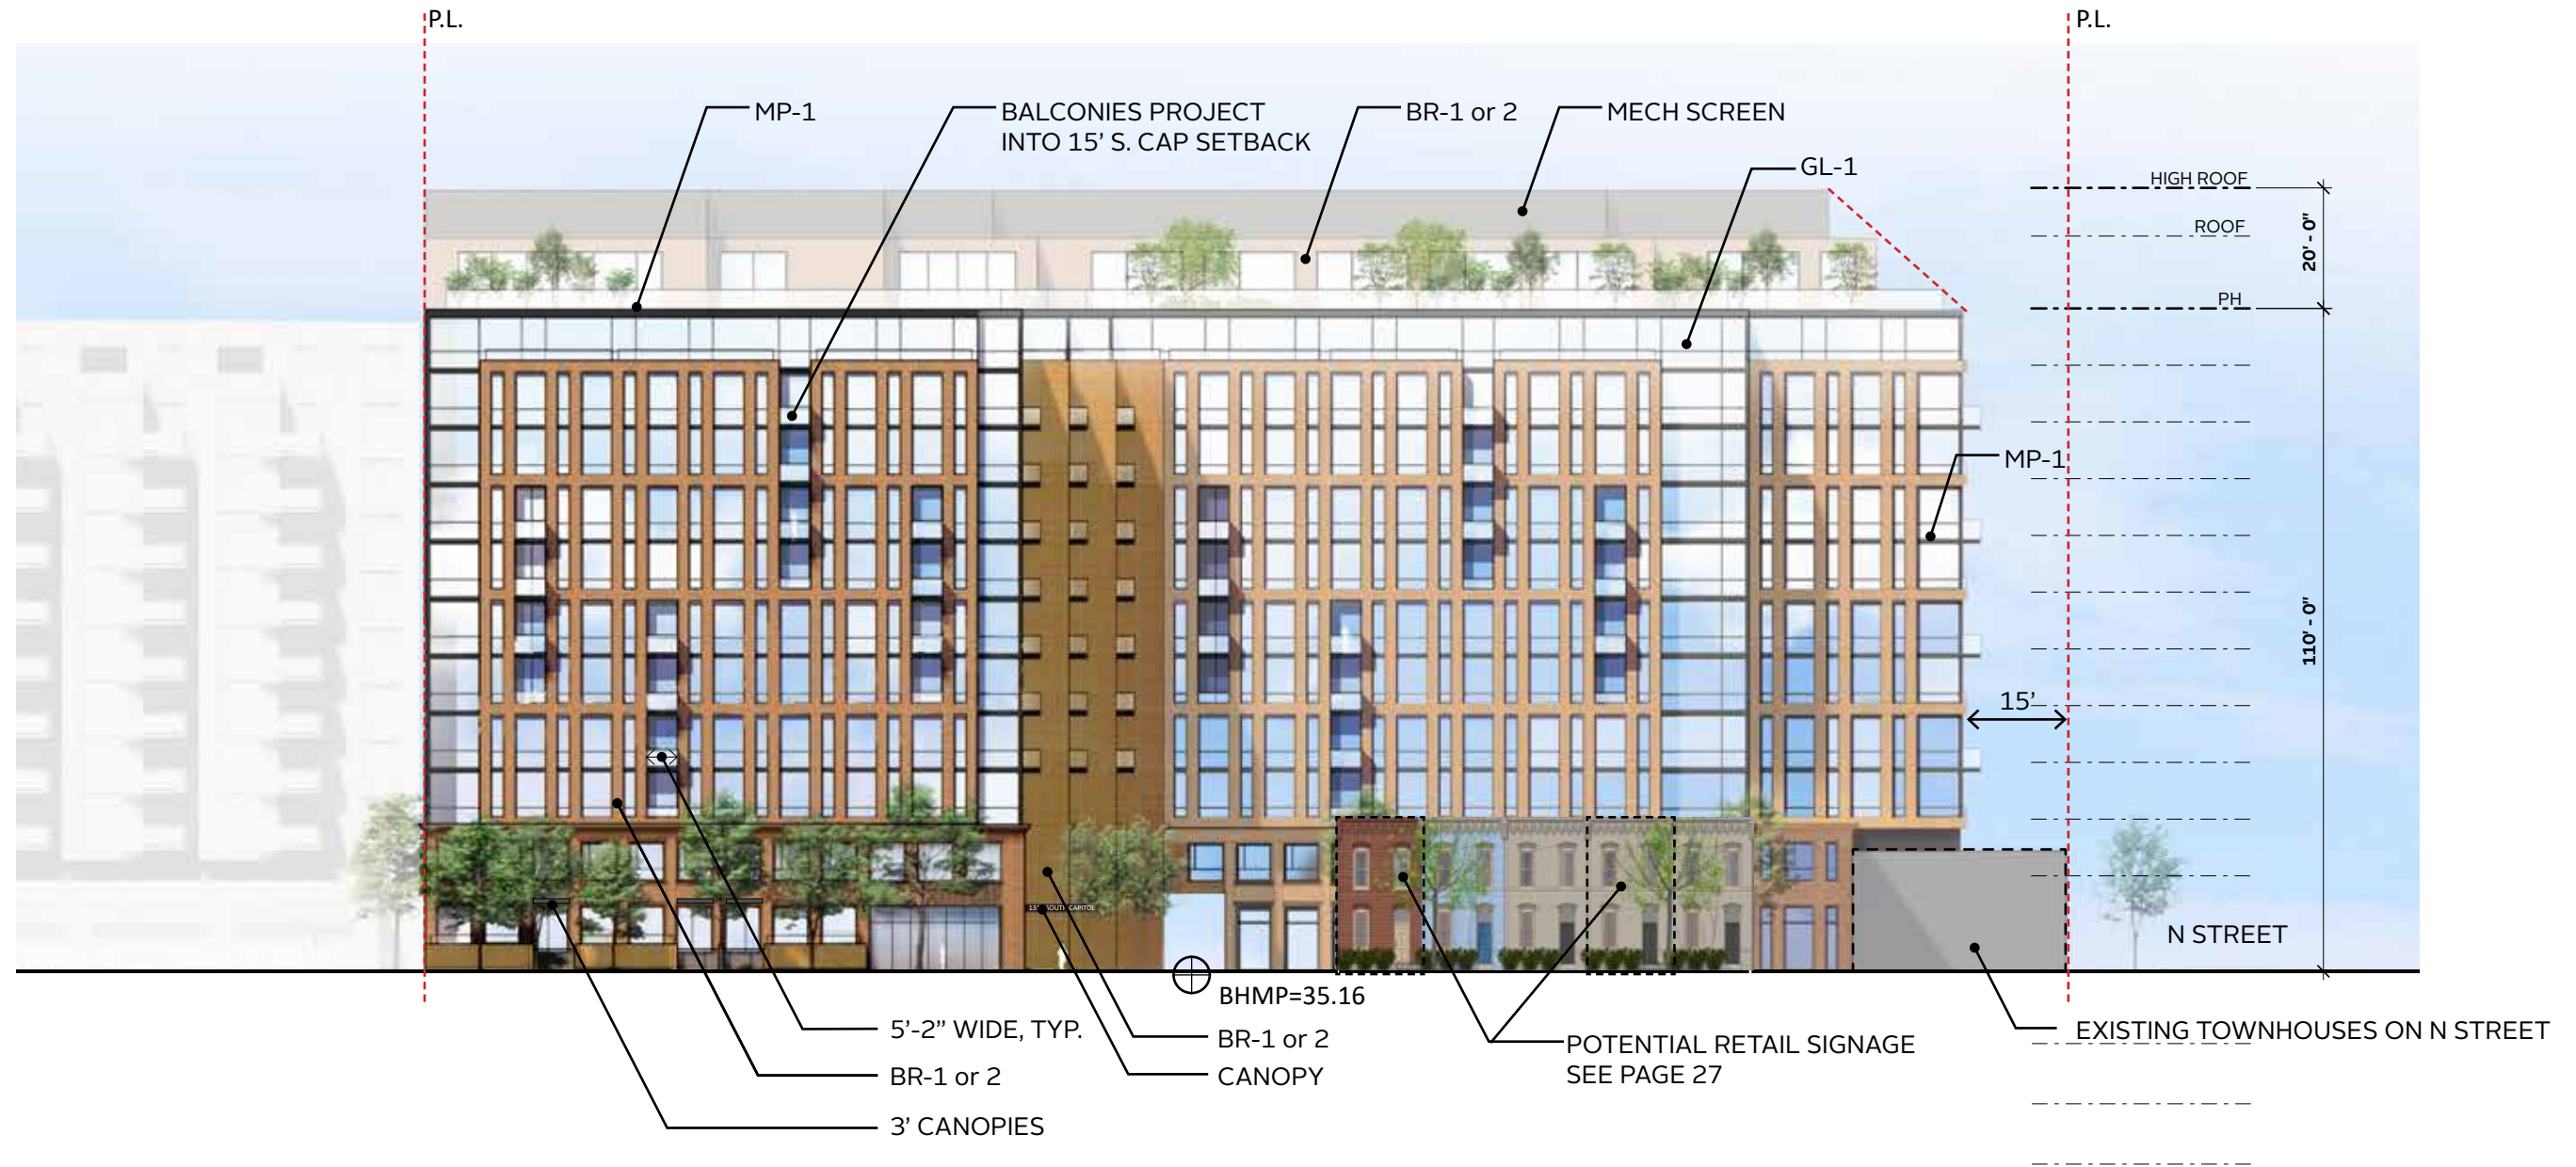 P.L.
P.L.
MP-1
BALCONIES PROJECT
INTO 15’ S. CAP SETBACK
BR-1 or 2
MECH SCREEN
GL-1
HIGH ROOF
ROOF
20’ - 0”
PH
MP-1
110’ - 0”
15’
SOUTH CAPITOL
N STREET
BHMP=35.16
5’-2” WIDE, TYP.
BR-1 or 2
POTENTIAL RETAIL SIGNAGE
SEE PAGE 27
EXISTING TOWNHOUSES ON N STREET
BR-1 or 2
CANOPY
3’ CANOPIES